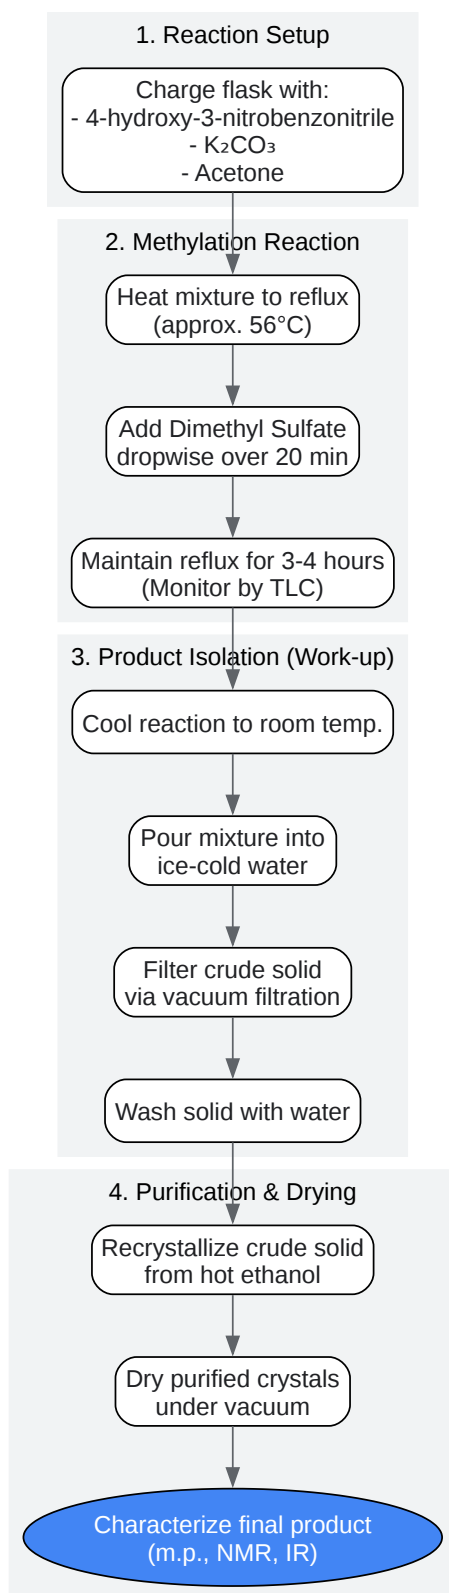 1. Reaction Setup
Charge flask with:
- 4-hydroxy-3-nitrobenzonitrile
- K₂CO₃
- Acetone
2. Methylation Reaction
Heat mixture to reflux
(approx. 56°C)
Add Dimethyl Sulfate
dropwise over 20 min
Maintain reflux for 3-4 hours
(Monitor by TLC)
3. Product Isolation (Work-up)
Cool reaction to room temp.
Pour mixture into
ice-cold water
Filter crude solid
via vacuum filtration
Wash solid with water
4. Purification & Drying
Recrystallize crude solid
from hot ethanol
Dry purified crystals
under vacuum
Characterize final product
(m.p., NMR, IR)